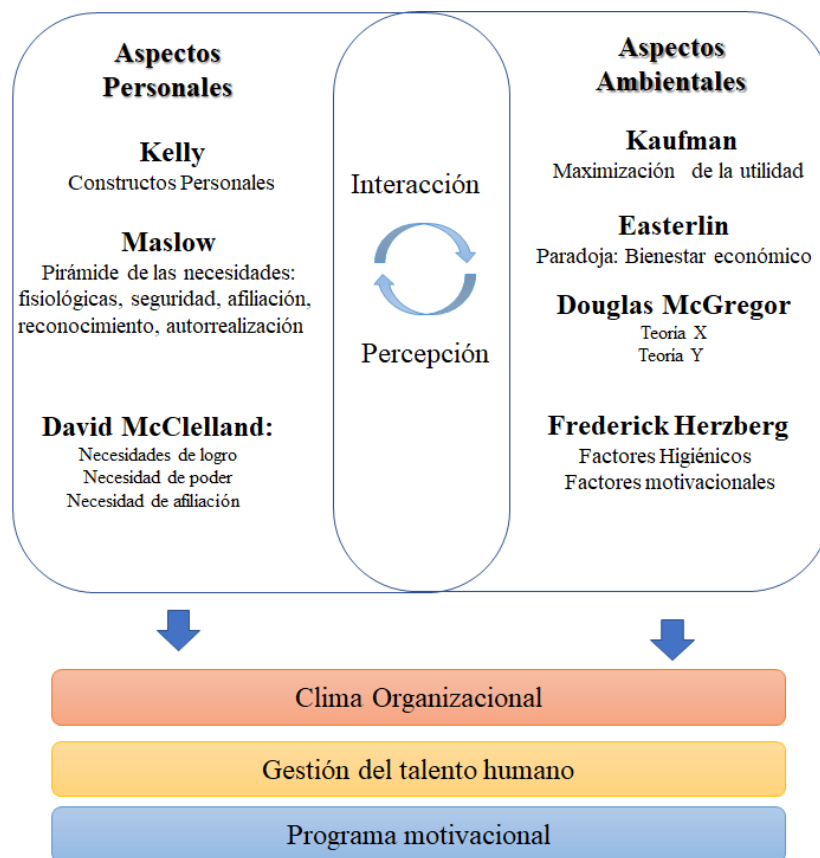 Aspectos
Personales
Kelly
Constructos Personales
Maslow
Pirámide de las necesidades:
fisiológicas, seguridad, afiliación,
reconocimiento, autorrealización
David McClelland:
Necesidades de logro
Necesidad de poder
Necesidad de afiliación
Interacción
Percepción
Aspectos
Ambientales
Kaufman
Maximización de la utilidad
Easterlin
Paradoja: Bienestar económico
Douglas McGregor
Teoría X
Teoría Y
Frederick Herzberg
Factores Higiénicos
Factores motivacionales
Clima Organizacional
Gestión del talento humano
Programa motivacional